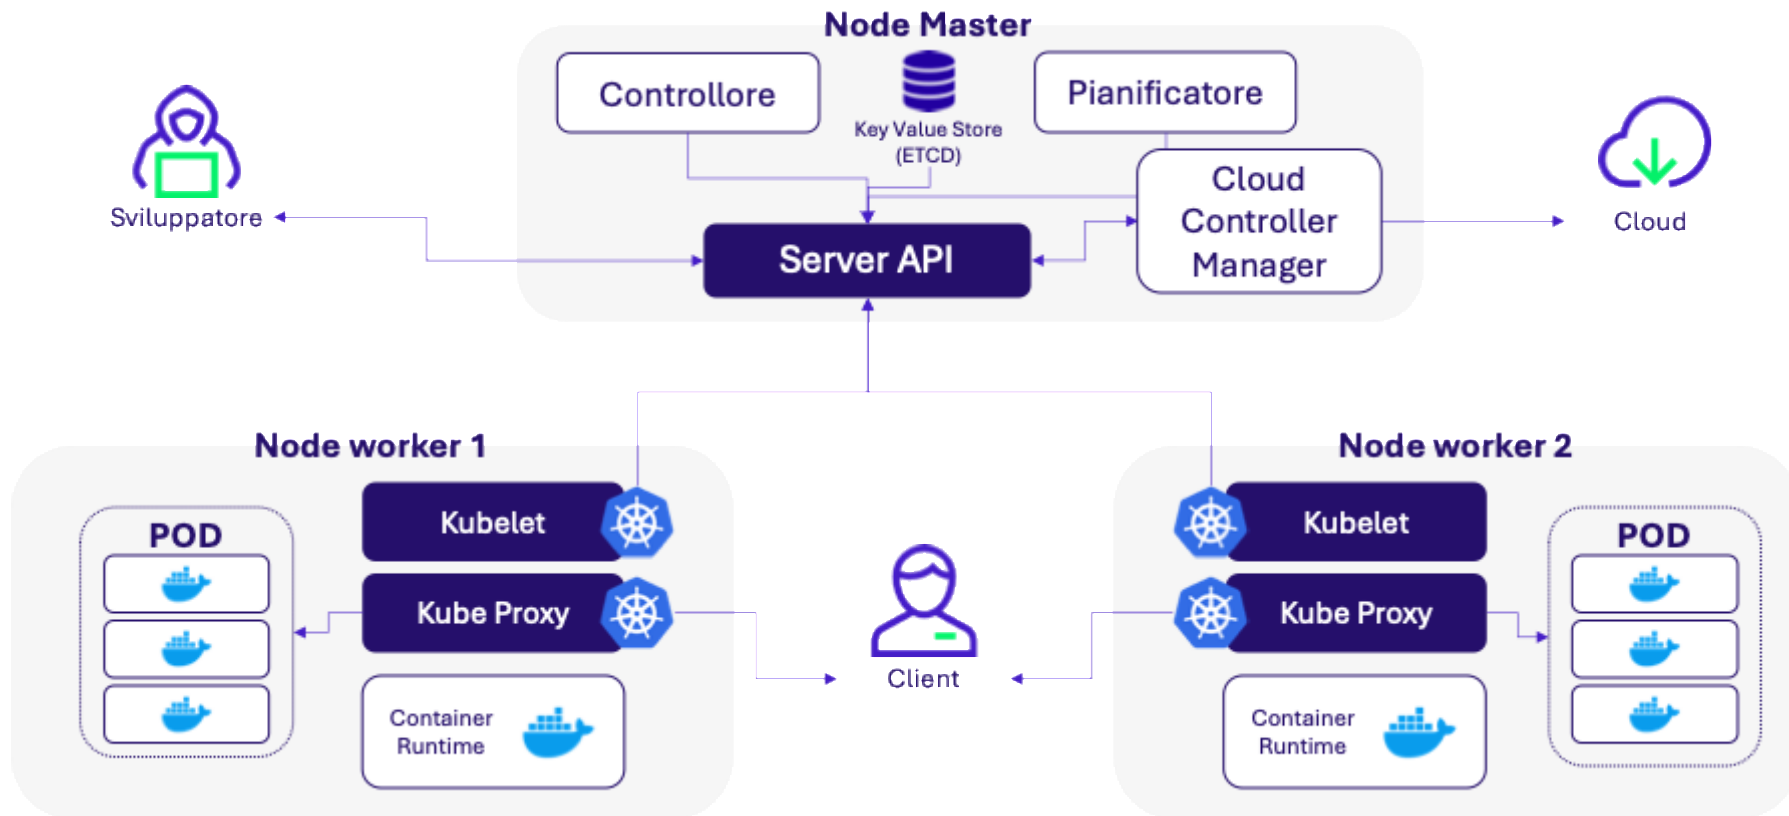 Node Master
Controllore
Key Value Store
(ETCD)
Pianificatore
Cloud
Controller
Manager
Sviluppatore
Server API
Cloud
Node worker 1
POD
Kubelet
Kube Proxy
Container
Runtime
Client
Node worker 2
Kubelet
Kube Proxy
Container
Runtime
POD